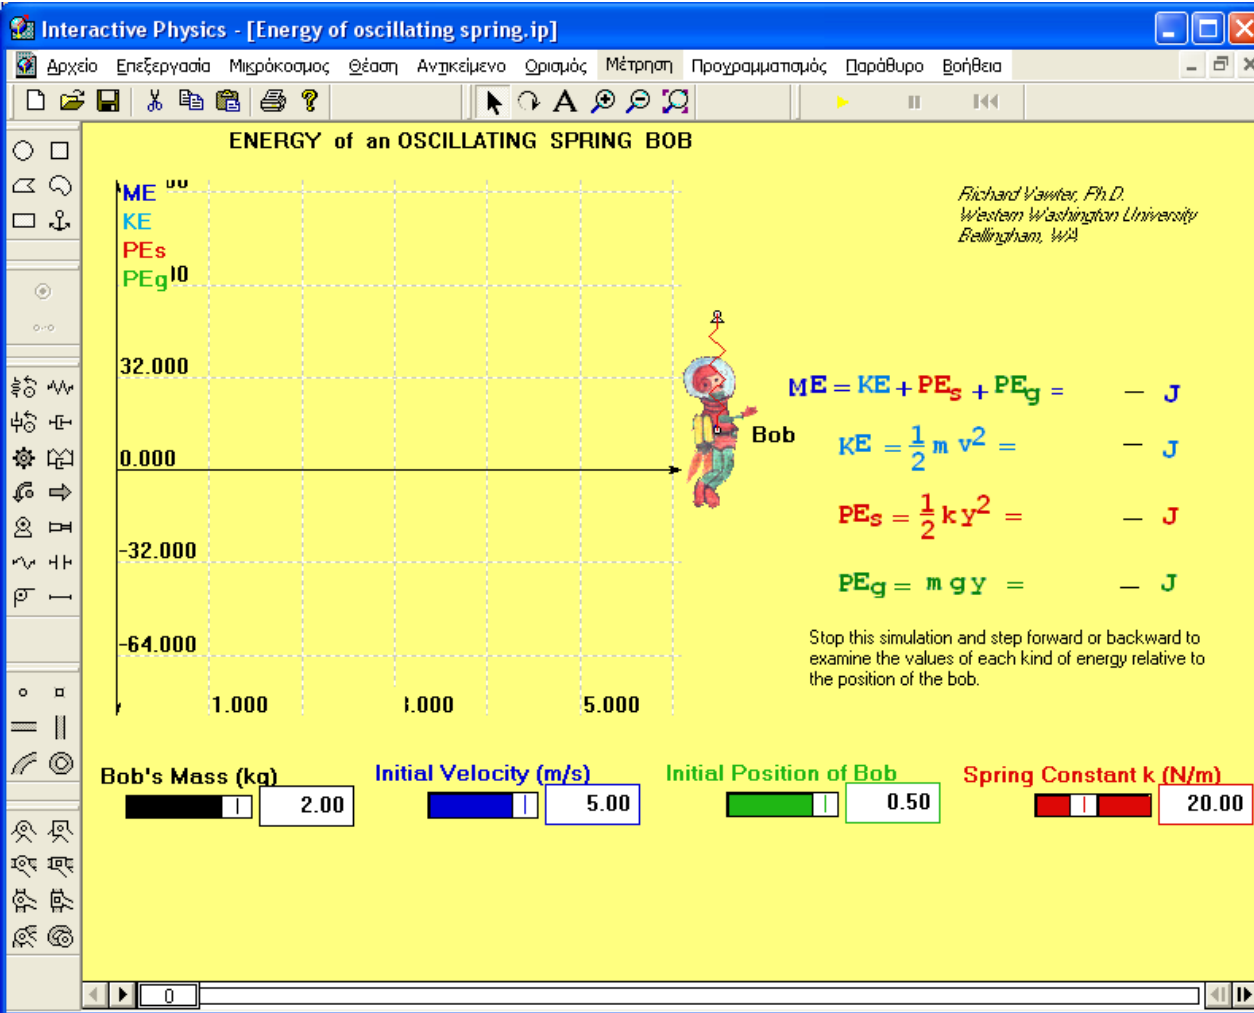 Interactive Physics - [Energy of oscillating spring.ip]
Αρχείο Επεξεργασία Μικρόκοσμος Θέαση Αντικείμενο Ορισμός Μέτρηση Προγραμματισμός Παράθυρο Βοήθεια
ENERGY of an OSCILLATING SPRING BOB
ME
KE
PEs
PEg
Richard Vawter, Ph.D.
Western Washington University
Bellingham, WA
32.000
0.000
-32.000
-64.000
1.000
5.000
Bob
ME = KE + PEs + PEg = — J
KE = 1/2 m v² = — J
PEs = 1/2 k y² = — J
PEg = m g y = — J
Stop this simulation and step forward or backward to
examine the values of each kind of energy relative to
the position of the bob.
Bob's Mass (kg)
2.00
Initial Velocity (m/s)
5.00
Initial Position of Bob
0.50
Spring Constant k (N/m)
20.00
0